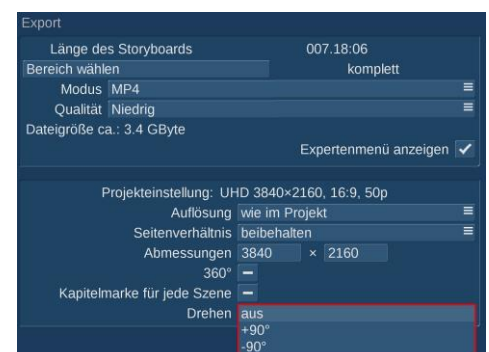 Export
Länge des Storyboards 007.18:06
Bereich wählen komplett
Modus MP4
Qualität Niedrig
Dateigröße ca.: 3.4 GByte
Expertenmenü anzeigen
Projekteinstellung: UHD 3840×2160, 16:9, 50p
Auflösung wie im Projekt
Seitenverhältnis beibehalten
Abmessungen 3840 × 2160
360°
Kapitelmarke für jede Szene
Drehen aus
+90°
-90°